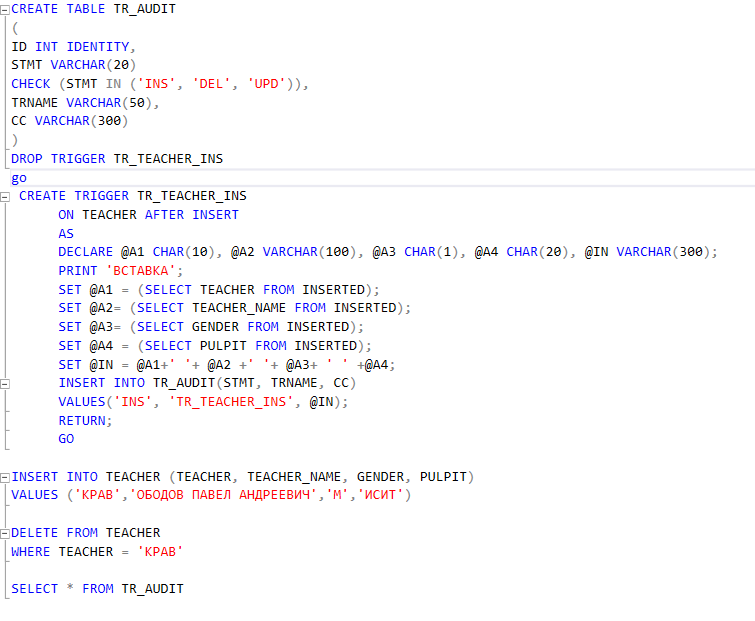 CREATE TABLE TR_AUDIT
(
ID INT IDENTITY,
STMT VARCHAR(20)
CHECK (STMT IN ('INS', 'DEL', 'UPD')),
TRNAME VARCHAR(50),
CC VARCHAR(300)
)
DROP TRIGGER TR_TEACHER_INS
go
CREATE TRIGGER TR_TEACHER_INS
ON TEACHER AFTER INSERT
AS
DECLARE @A1 CHAR(10), @A2 VARCHAR(100), @A3 CHAR(1), @A4 CHAR(20), @IN VARCHAR(300);
PRINT 'ВСТАВКА';
SET @A1 = (SELECT TEACHER FROM INSERTED);
SET @A2= (SELECT TEACHER_NAME FROM INSERTED);
SET @A3= (SELECT GENDER FROM INSERTED);
SET @A4 = (SELECT PULPIT FROM INSERTED);
SET @IN = @A1+' '+ @A2 +' '+ @A3+ ' ' +@A4;
INSERT INTO TR_AUDIT(STMT, TRNAME, CC)
VALUES('INS', 'TR_TEACHER_INS', @IN);
RETURN;
GO
INSERT INTO TEACHER (TEACHER, TEACHER_NAME, GENDER, PULPIT)
VALUES ('КРАВ','ОБОДОВ ПАВЕЛ АНДРЕЕВИЧ','М','ИСИТ')
DELETE FROM TEACHER
WHERE TEACHER = 'КРАВ'
SELECT * FROM TR_AUDIT